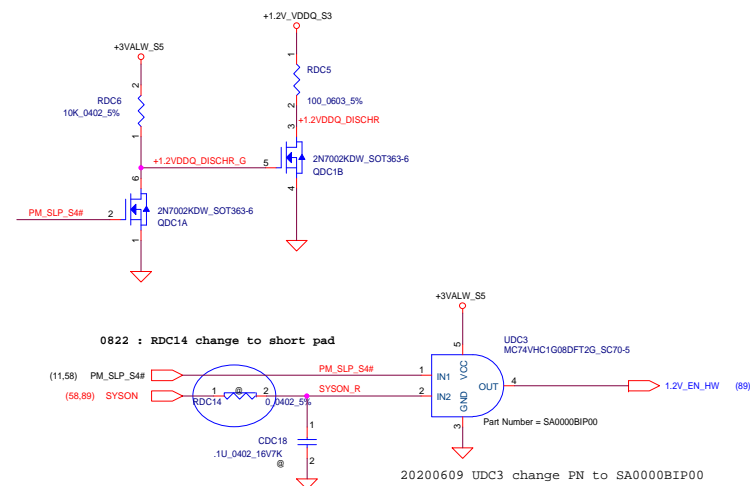 +1.2V_VDDQ_S3
+3VALW_S5
1
RDC5
2
RDC6
10K_0402_5%
2
100_0603_5%
1
3
+1.2VDDQ_DISCHR
+1.2VDDQ_DISCHR_G
5
2N7002KDW_SOT363-6
QDC1B
6
4
PM_SLP_S4#
2
2N7002KDW_SOT363-6
QDC1A
1
+3VALW_S5
0822 : RDC14 change to short pad
5
UDC3
MC74VHC1G08DFT2G_SC70-5
(11,58)
PM_SLP_S4#
PM_SLP_S4#
1
IN1
VCC
OUT
4
1.2V_EN_HW
(89)
(58,89)
SYSON
1
@
2
SYSON_R
2
IN2
GND
RDC14
0_0402_5%
3
Part Number = SA0000BIP00
1
CDC18
.1U_0402_16V7K
@
2
20200609 UDC3 change PN to SA0000BIP00